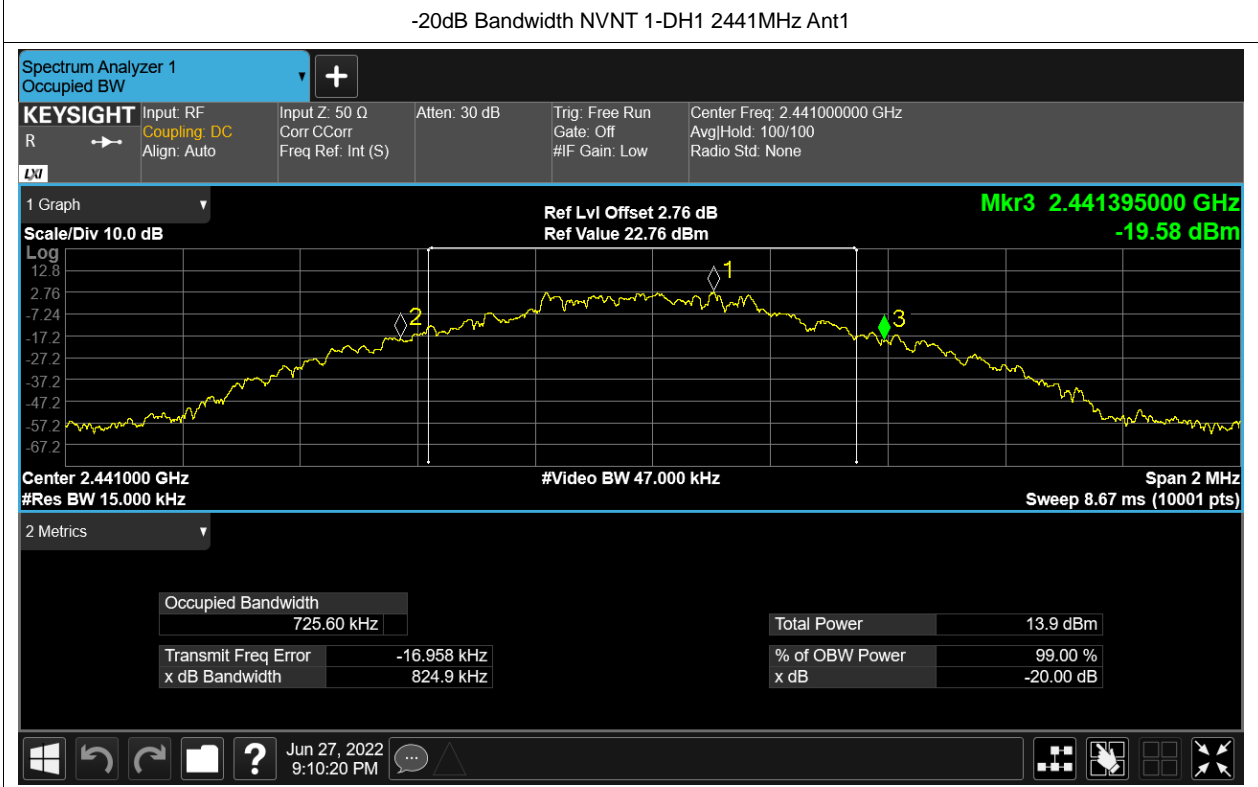 -20dB Bandwidth NVNT 1-DH1 2441MHz Ant1
Spectrum Analyzer 1
Occupied BW
KEYSIGHT
R
LXI
Input: RF
Coupling: DC
Align: Auto
Input Z: 50 Ω
Corr CCorr
Freq Ref: Int (S)
Atten: 30 dB
Trig: Free Run
Gate: Off
#IF Gain: Low
Center Freq: 2.441000000 GHz
Avg|Hold: 100/100
Radio Std: None
1 Graph
Scale/Div 10.0 dB
Ref Lvl Offset 2.76 dB
Ref Value 22.76 dBm
Mkr3 2.441395000 GHz
-19.58 dBm
Log
12.8
2.76
-7.24
-17.2
-27.2
-37.2
-47.2
-57.2
-67.2
1
2
3
Center 2.441000 GHz
#Video BW 47.000 kHz
Span 2 MHz
#Res BW 15.000 kHz
Sweep 8.67 ms (10001 pts)
2 Metrics
Occupied Bandwidth
725.60 kHz
Transmit Freq Error -16.958 kHz
x dB Bandwidth 824.9 kHz
Total Power 13.9 dBm
% of OBW Power 99.00 %
x dB -20.00 dB
?
Jun 27, 2022
9:10:20 PM